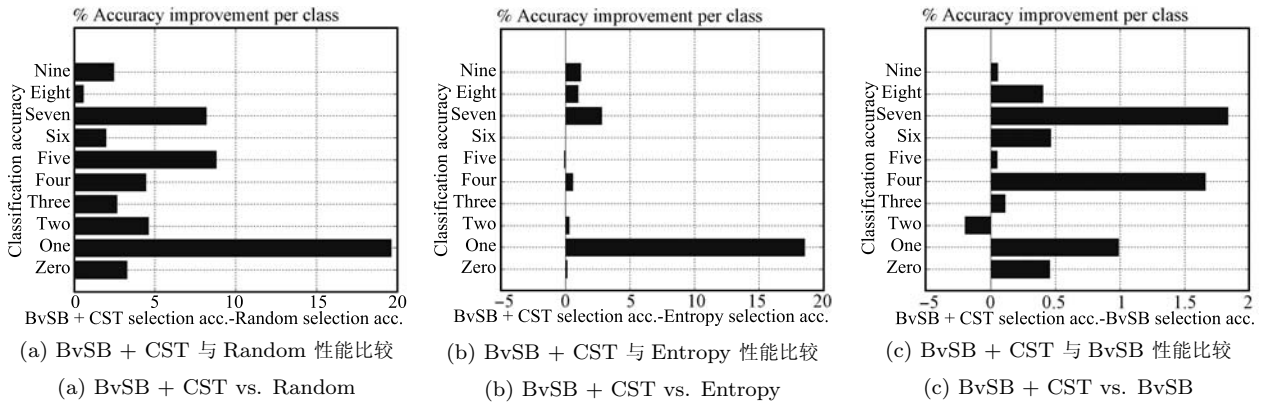 % Accuracy improvement per class
Classification accuracy
Nine
Eight
Seven
Six
Five
Four
Three
Two
One
Zero
0 5 10 15 20
BvSB + CST selection acc.-Random selection acc.
(a) BvSB + CST 与 Random 性能比较
(a) BvSB + CST vs. Random
% Accuracy improvement per class
Classification accuracy
Nine
Eight
Seven
Six
Five
Four
Three
Two
One
Zero
−5 0 5 10 15 20
BvSB + CST selection acc.-Entropy selection acc.
(b) BvSB + CST 与 Entropy 性能比较
(b) BvSB + CST vs. Entropy
% Accuracy improvement per class
Classification accuracy
Nine
Eight
Seven
Six
Five
Four
Three
Two
One
Zero
−5 0 0.5 1 1.5 2
BvSB + CST selection acc.-BvSB selection acc.
(c) BvSB + CST 与 BvSB 性能比较
(c) BvSB + CST vs. BvSB